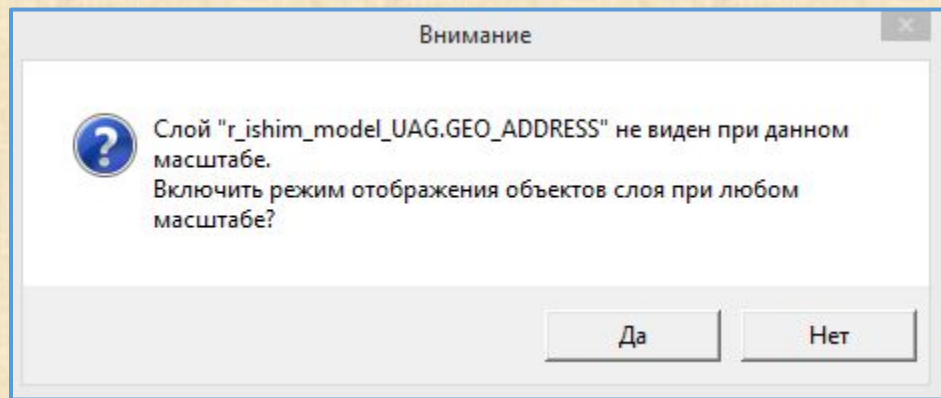 Внимание
Слой "r_ishim_model_UAG.GEO_ADDRESS" не виден при данном
масштабе.
Включить режим отображения объектов слоя при любом
масштабе?
Да
Нет